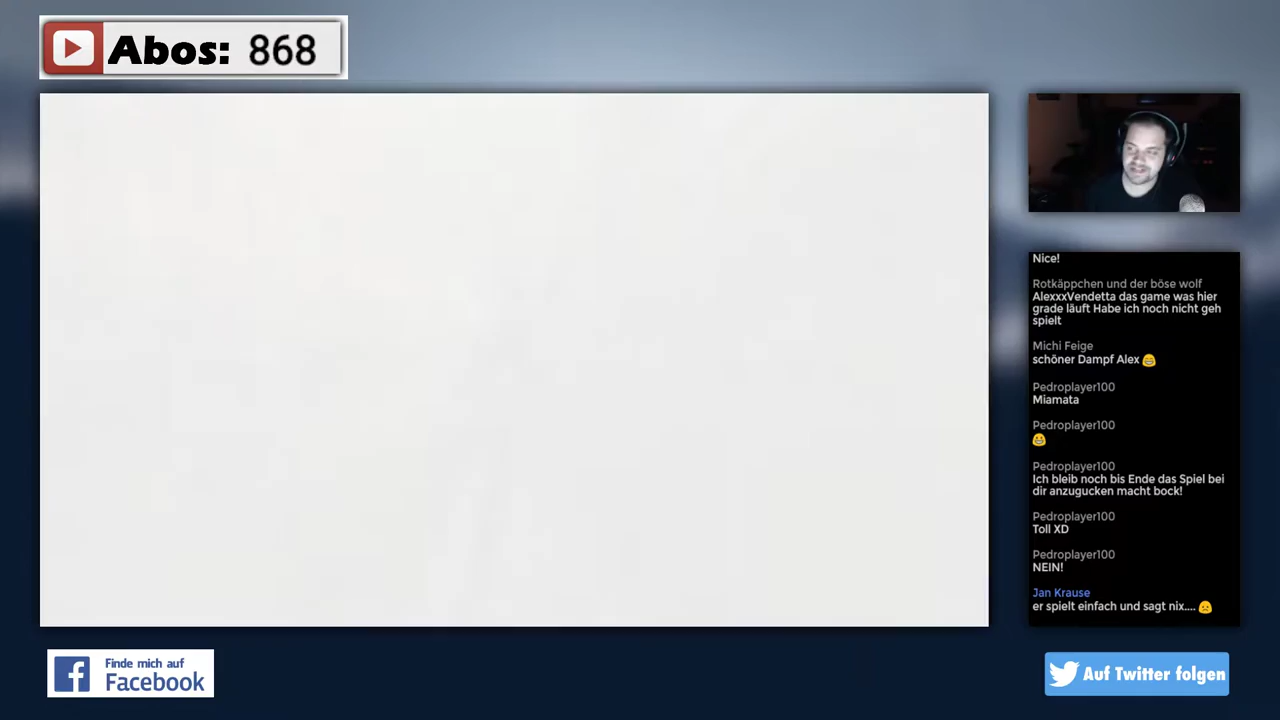 Abos: 868
Nice!
Rotkäppchen und der böse wolf
AlexxxVendetta das game was hier
grade läuft Habe ich noch nicht geh
spielt
Michi Feige
schöner Dampf Alex 😁
Pedroplayer100
Miamata
Pedroplayer100
😀
Pedroplayer100
Ich bleib noch bis Ende das Spiel bei
dir anzugucken macht bock!
Pedroplayer100
Toll XD
Pedroplayer100
NEIN!
Jan Krause
er spielt einfach und sagt nix.... ☹️
Finde mich auf
Facebook
Auf Twitter folgen